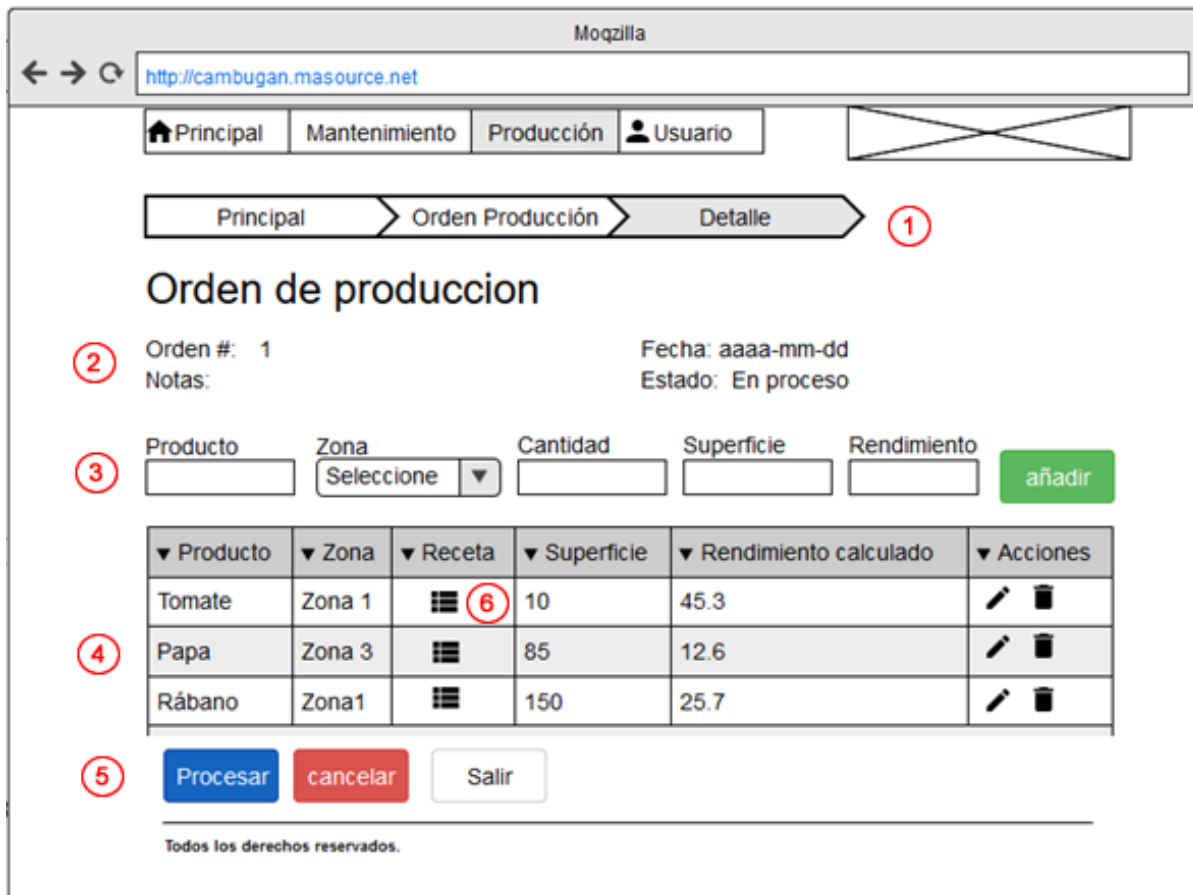 Moqzilla
http://cambugan.masource.net
Principal Mantenimiento Producción Usuario
Principal Orden Producción Detalle 1
Orden de produccion
2 Orden #: 1 Fecha: aaaa-mm-dd
Notas: Estado: En proceso
Producto Zona Cantidad Superficie Rendimiento
3 Seleccione añadir
Producto Zona Receta Superficie Rendimiento calculado Acciones
Tomate Zona 1 6 10 45.3
4 Papa Zona 3 85 12.6
Rábano Zona1 150 25.7
5 Procesar cancelar Salir
Todos los derechos reservados.